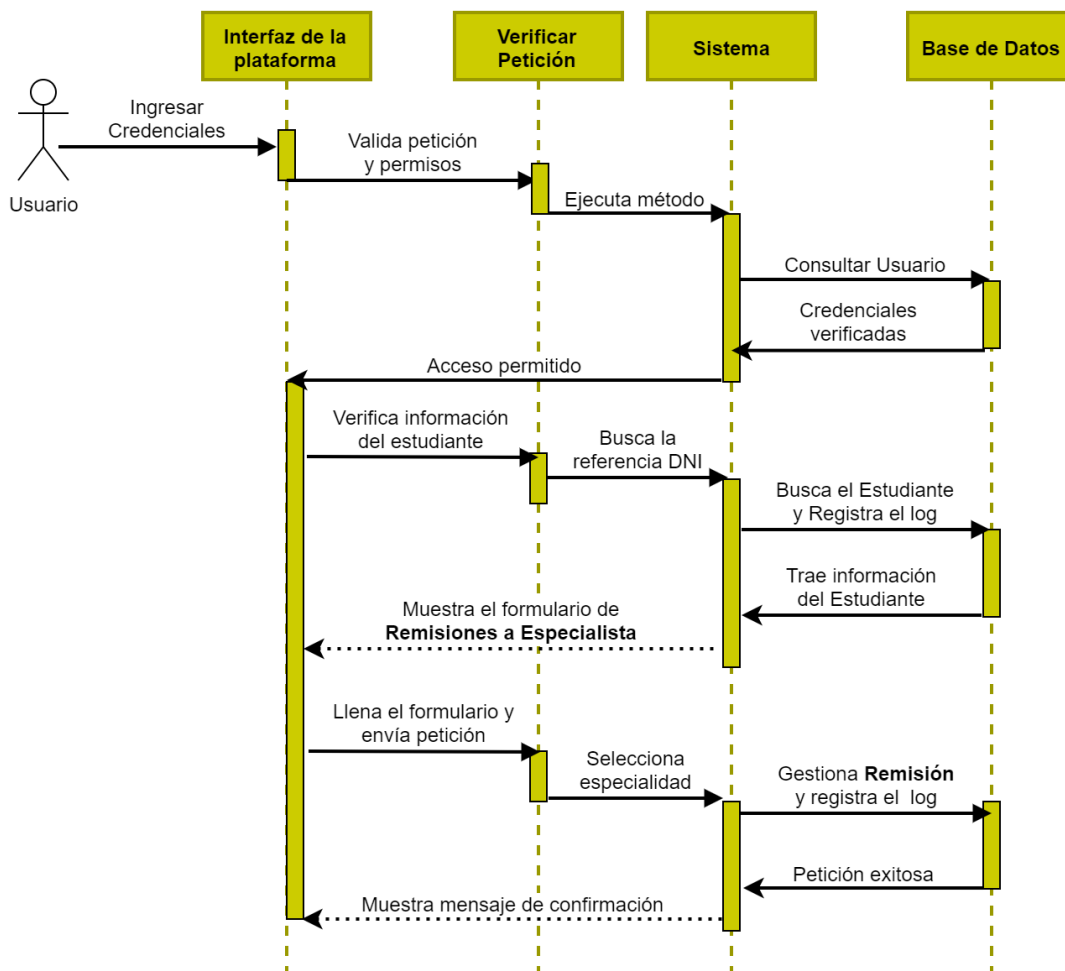 Interfaz de la
plataforma
Verificar
Petición
Sistema
Base de Datos
Usuario
Ingresar
Credenciales
Valida petición
y permisos
Ejecuta método
Consultar Usuario
Credenciales
verificadas
Acceso permitido
Verifica información
del estudiante
Busca la
referencia DNI
Busca el Estudiante
y Registra el log
Trae información
del Estudiante
Muestra el formulario de
Remisiones a Especialista
Llena el formulario y
envía petición
Selecciona
especialidad
Gestiona Remisión
y registra el log
Petición exitosa
Muestra mensaje de confirmación